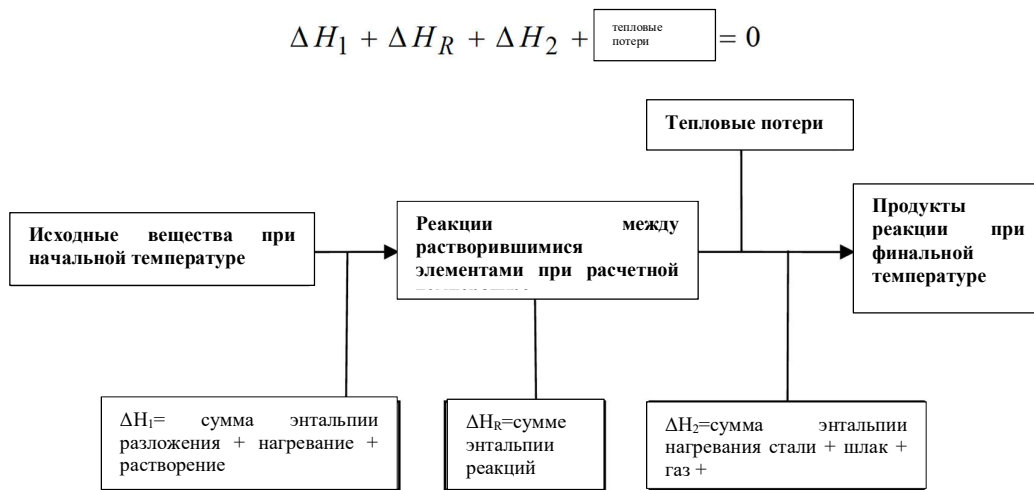 ΔH₁ + ΔH_R + ΔH₂ + тепловые потери = 0
Тепловые потери
Исходные вещества при
начальной температуре
Реакции между
растворившимися
элементами при расчетной
Продукты
реакции при
финальной
температуре
ΔH₁= сумма энтальпии
разложения + нагревание +
растворение
ΔH_R=сумме
энтальпии
реакций
ΔH₂=сумма энтальпии
нагревания стали + шлак +
газ +